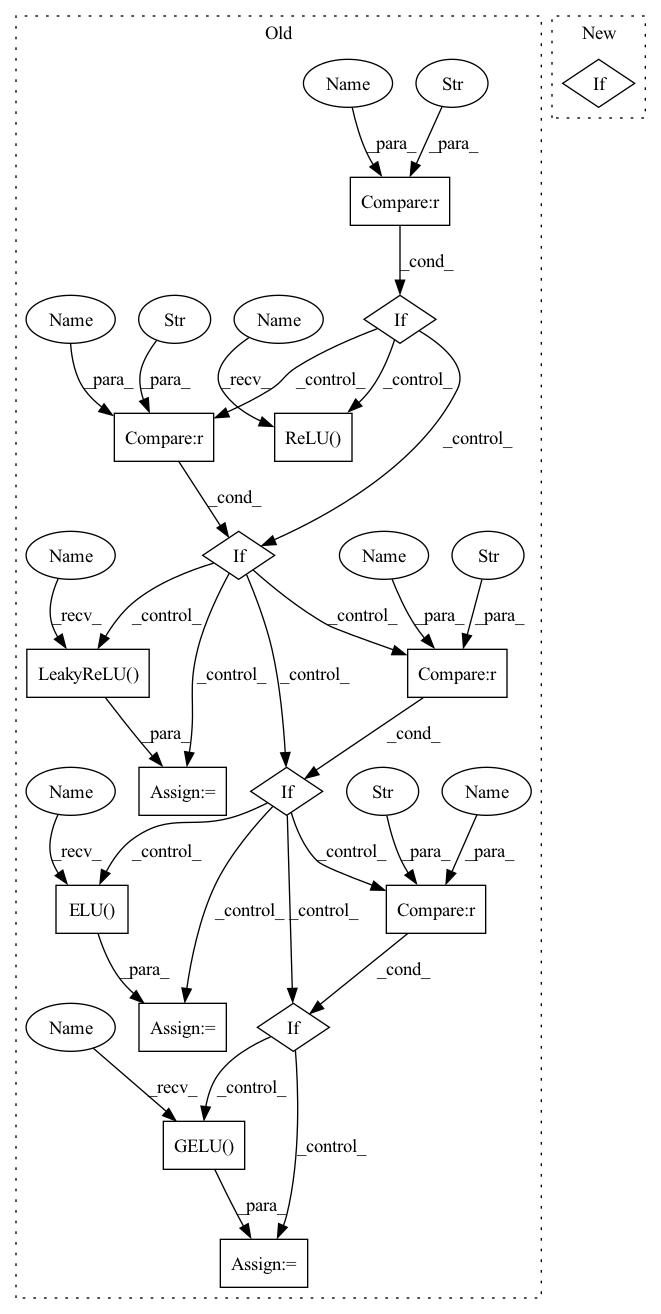 Old
New
If
Name
Str
_para_
_para_
Compare:r
_cond_
Name
Str
Name
If
_para_
_para_
_recv_
_control_
_control_
Compare:r
ReLU()
_control_
_cond_
Name
If
Name
Str
_recv_
_control_
_control_
_para_
_para_
LeakyReLU()
_control_
_control_
Compare:r
_para_
_cond_
Name
Assign:=
If
Str
Name
_recv_
_control_
_control_
_para_
_para_
ELU()
_control_
_control_
Compare:r
_para_
_cond_
Name
Assign:=
If
_recv_
_control_
GELU()
_control_
_para_
Assign:=